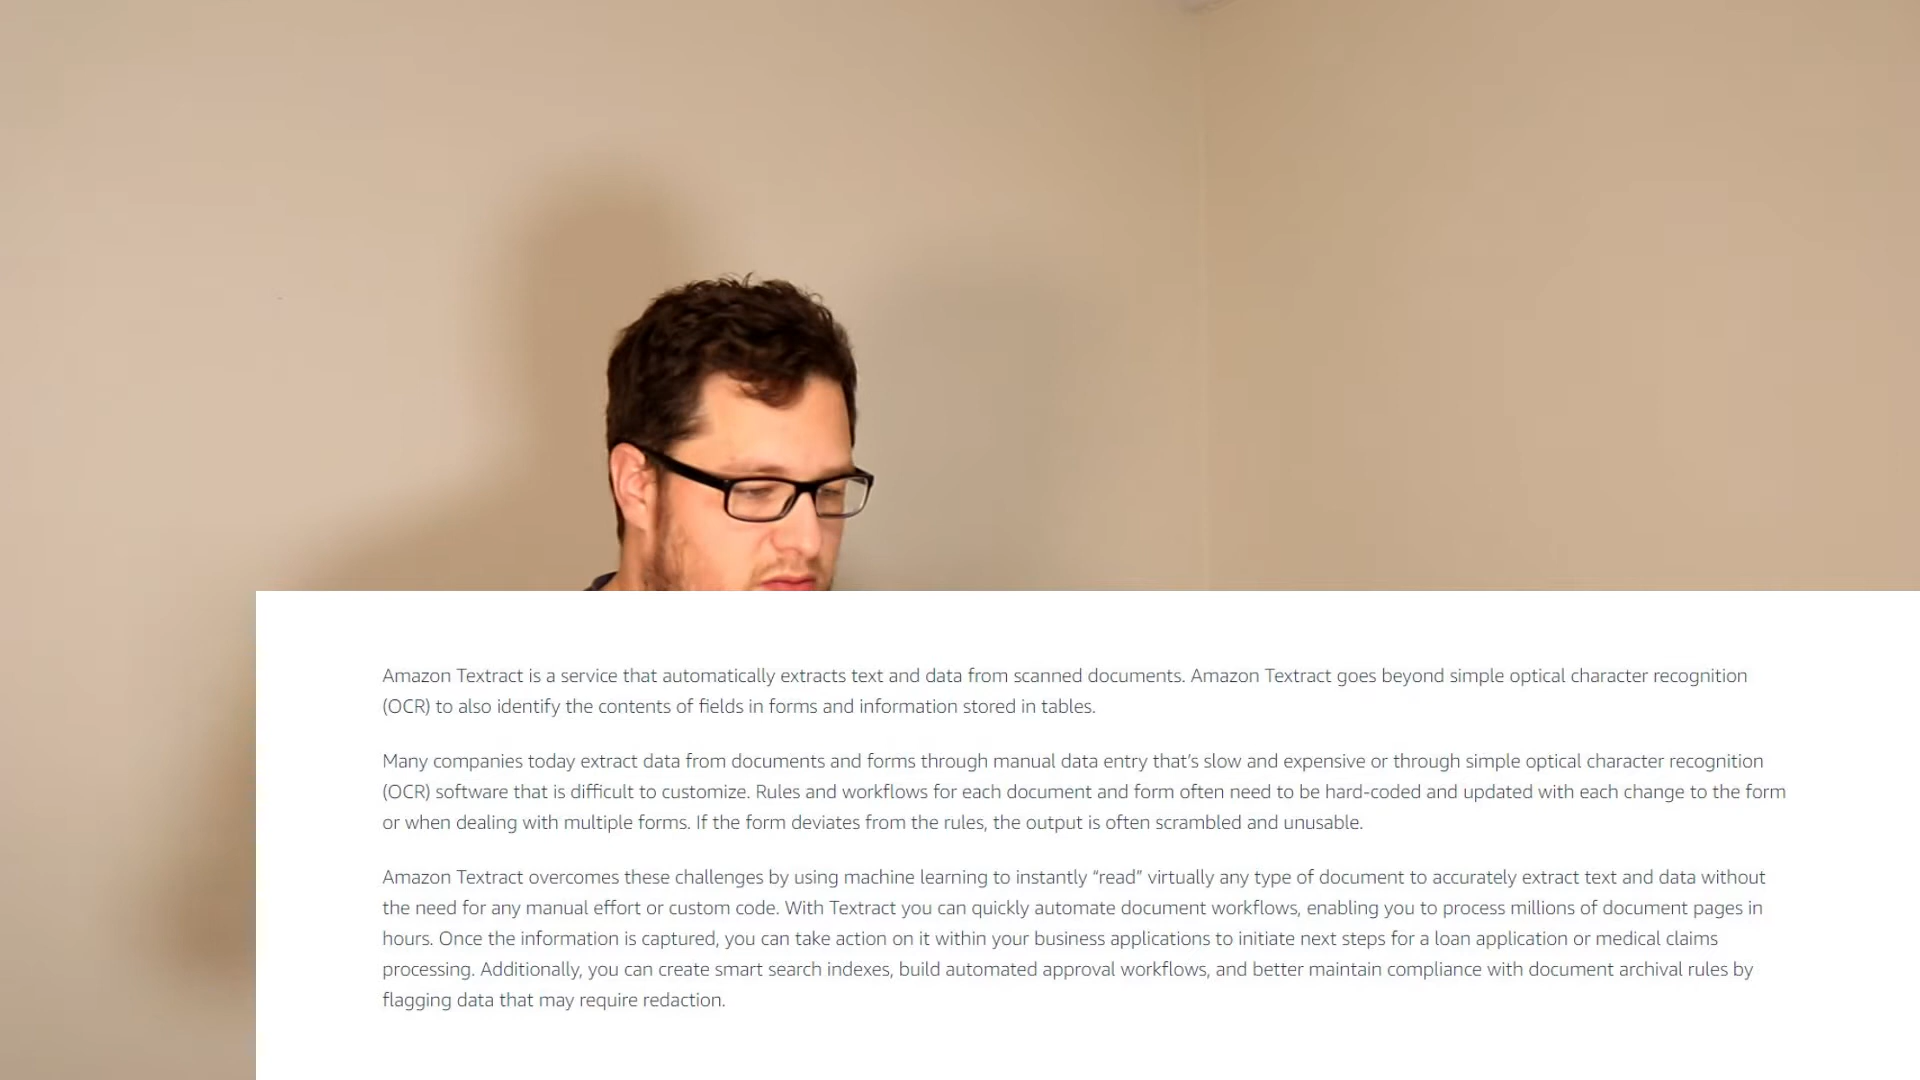 Amazon Textract is a service that automatically extracts text and data from scanned documents. Amazon Textract goes beyond simple optical character recognition
(OCR) to also identify the contents of fields in forms and information stored in tables.
Many companies today extract data from documents and forms through manual data entry that’s slow and expensive or through simple optical character recognition
(OCR) software that is difficult to customize. Rules and workflows for each document and form often need to be hard-coded and updated with each change to the form
or when dealing with multiple forms. If the form deviates from the rules, the output is often scrambled and unusable.
Amazon Textract overcomes these challenges by using machine learning to instantly “read” virtually any type of document to accurately extract text and data without
the need for any manual effort or custom code. With Textract you can quickly automate document workflows, enabling you to process millions of document pages in
hours. Once the information is captured, you can take action on it within your business applications to initiate next steps for a loan application or medical claims
processing. Additionally, you can create smart search indexes, build automated approval workflows, and better maintain compliance with document archival rules by
flagging data that may require redaction.